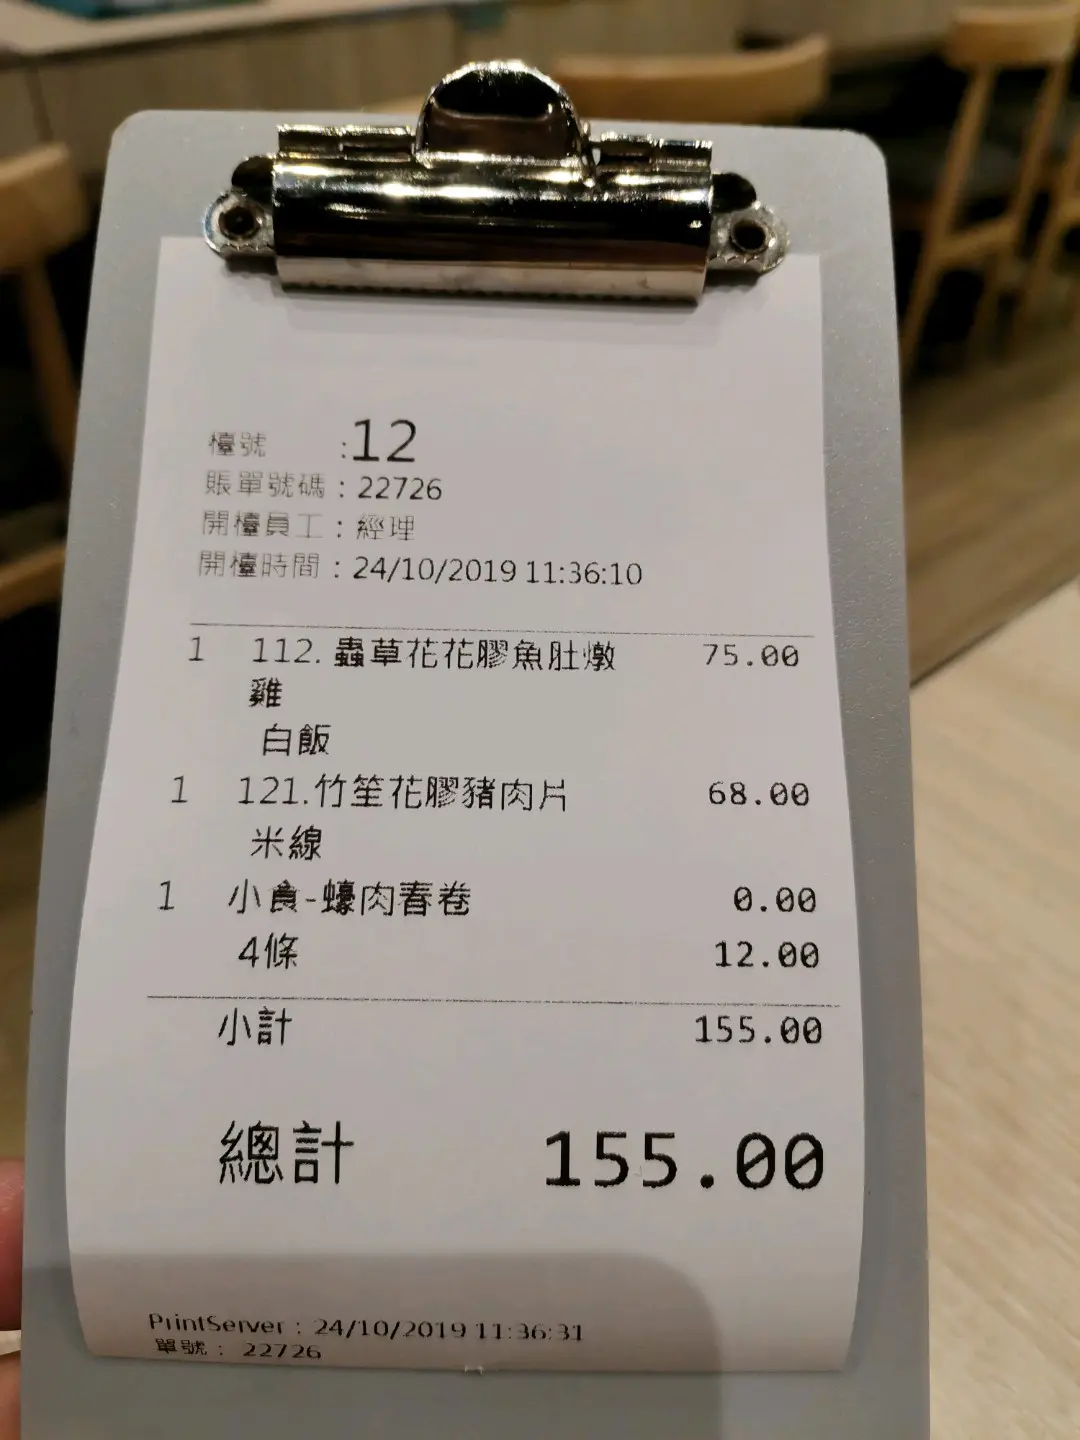 檯號 :12
賬單號碼 : 22726
開檯員工 : 經理
開檯時間 : 24/10/2019 11:36:10
1 112. 蟲草花花膠魚肚燉 75.00
雞
白飯
1 121.竹笙花膠豬肉片 68.00
米線
1 小食-蠔肉春卷 0.00
4條 12.00
小計 155.00
總計 155.00
PrintServer : 24/10/2019 11:36:31
單號 : 22726